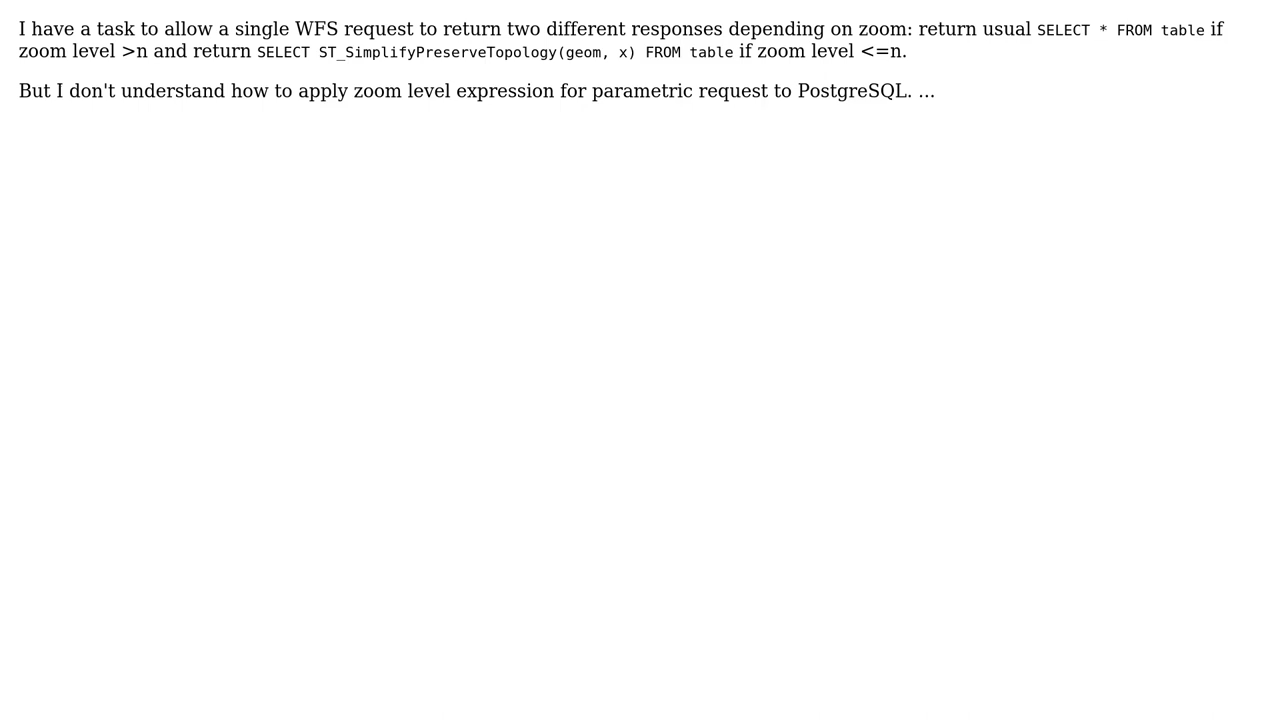 I have a task to allow a single WFS request to return two different responses depending on zoom: return usual SELECT * FROM table if
zoom level >n and return SELECT ST_SimplifyPreserveTopology(geom, x) FROM table if zoom level <=n.
But I don't understand how to apply zoom level expression for parametric request to PostgreSQL. ...